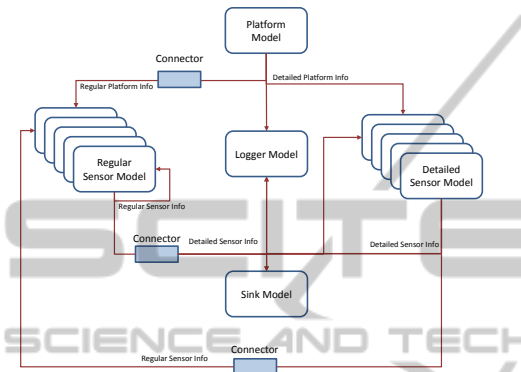 Platform
Model
Connector
Regular Platform Info
Detailed Platform Info
Regular
Sensor Model
Logger Model
Detailed
Sensor Model
Regular Sensor Info
Connector
Detailed Sensor Info
Detailed Sensor Info
Sink Model
SCITE
SCIENCE AND TECH
Regular Sensor Info
Connector